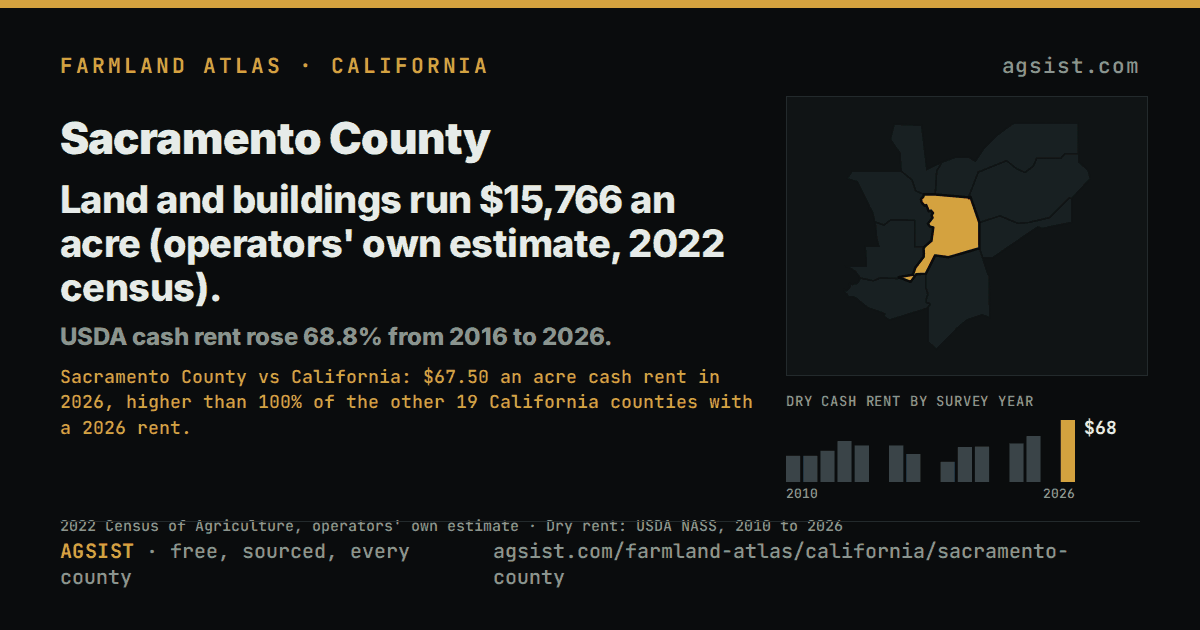 FARMLAND ATLAS · CALIFORNIA
agsist.com
Sacramento County
Land and buildings run $15,766 an
acre (operators' own estimate, 2022
census).
USDA cash rent rose 68.8% from 2016 to 2026.
Sacramento County vs California: $67.50 an acre cash rent in
2026, higher than 100% of the other 19 California counties with
a 2026 rent.
DRY CASH RENT BY SURVEY YEAR
$68
2010
2026
2022 Census of Agriculture, operators' own estimate · Dry rent: USDA NASS, 2010 to 2026
AGSIST · free, sourced, every
county
agsist.com/farmland-atlas/california/sacramento-
county